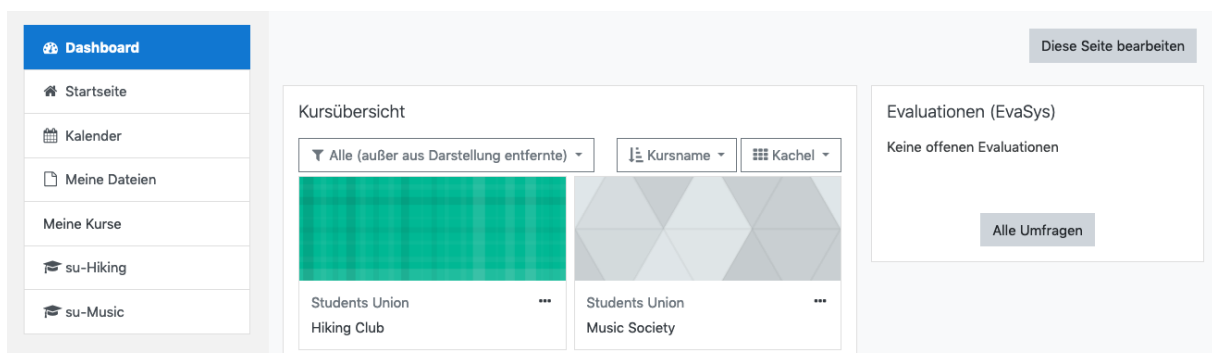 Dashboard
Startseite
Kalender
Meine Dateien
Meine Kurse
su-Hiking
su-Music
Diese Seite bearbeiten
Kursübersicht
Alle (außer aus Darstellung entfernte)
Kursname
Kachel
Students Union
Hiking Club
Students Union
Music Society
Evaluationen (EvaSys)
Keine offenen Evaluationen
Alle Umfragen